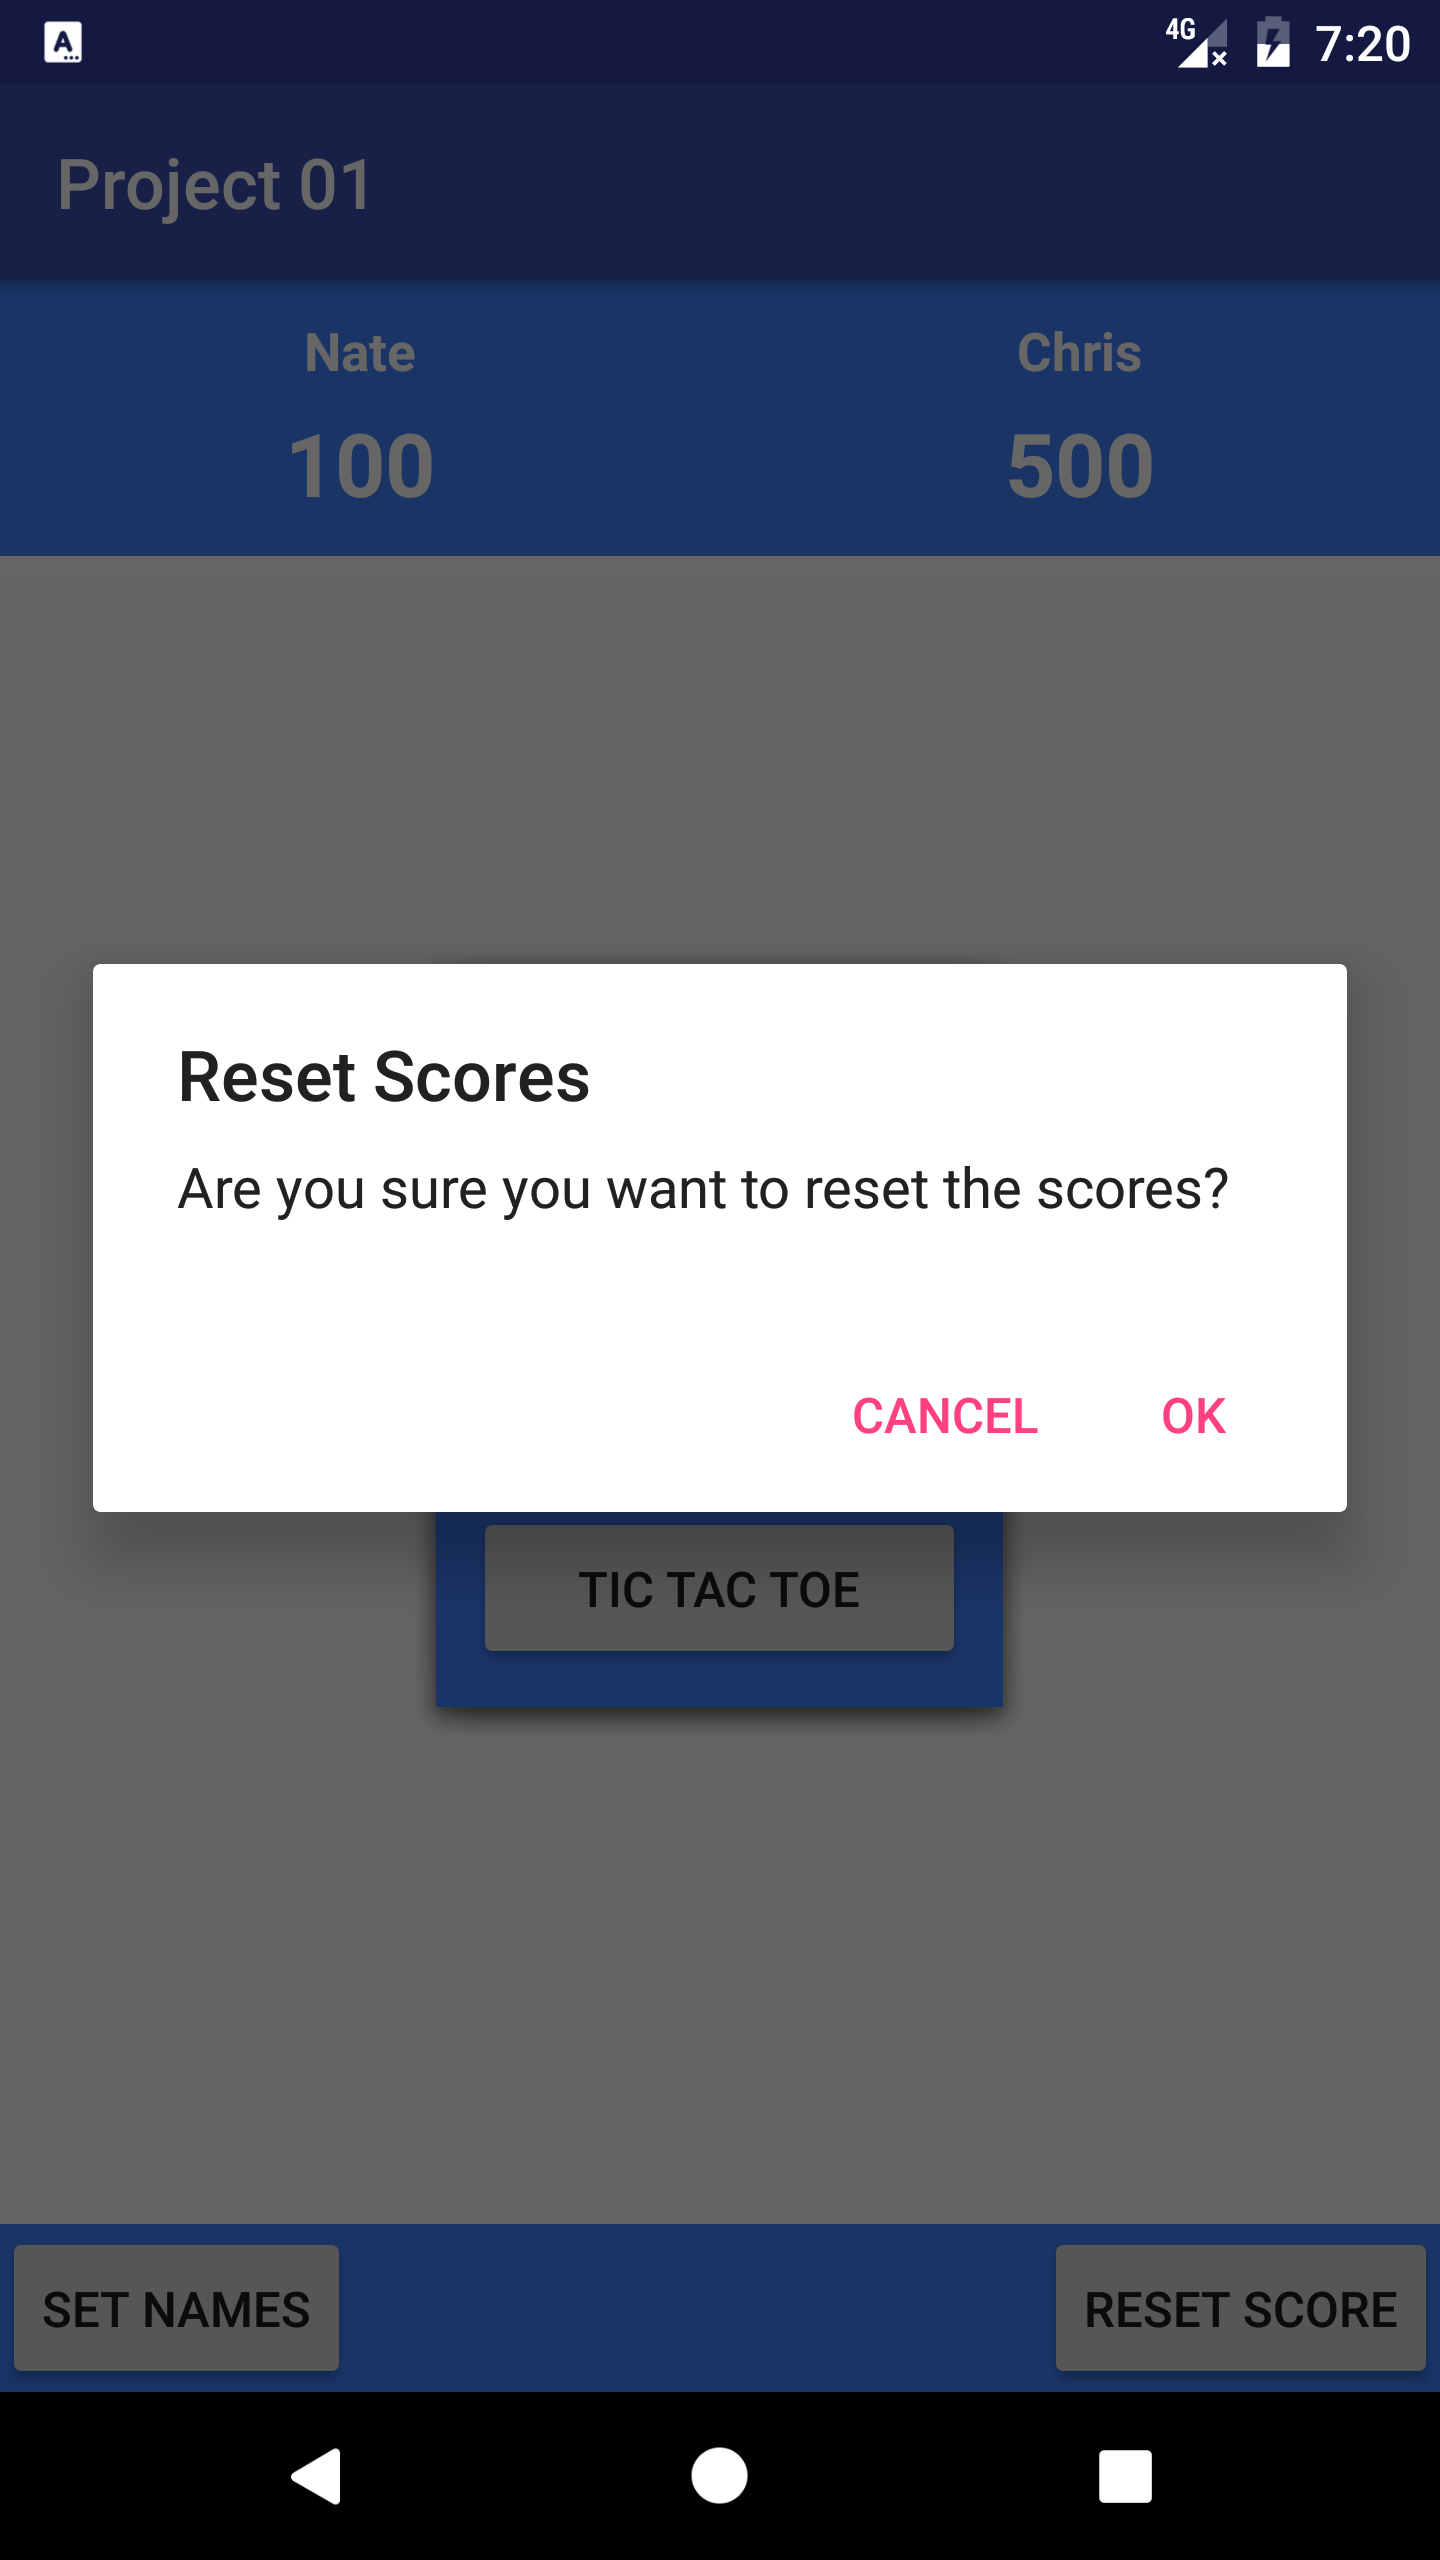 A
4G 7:20
Project 01
Nate Chris
100 500
Reset Scores
Are you sure you want to reset the scores?
CANCEL OK
TIC TAC TOE
SET NAMES RESET SCORE